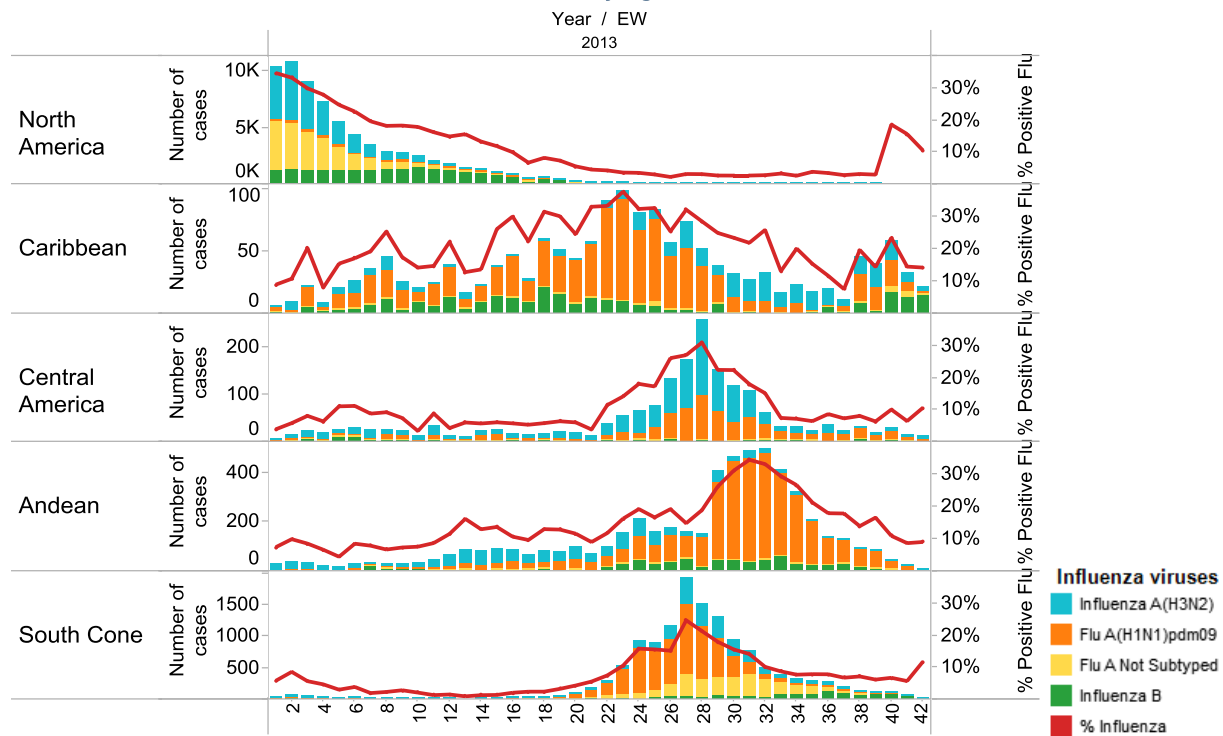 Year / EW
2013
North
America
Number of
cases
10K
5K
0K
30%
20%
10%
% Positive Flu
Caribbean
Number of
cases
100
50
0
30%
20%
10%
% Positive Flu
Central
America
Number of
cases
200
100
0
30%
20%
10%
% Positive Flu
Andean
Number of
cases
400
200
0
30%
20%
10%
% Positive Flu
South Cone
Number of
cases
1500
1000
500
30%
20%
10%
% Positive Flu
2 4 6 8 10 12 14 16 18 20 22 24 26 28 30 32 34 36 38 40 42
Influenza viruses
Influenza A(H3N2)
Flu A(H1N1)pdm09
Flu A Not Subtyped
Influenza B
% Influenza